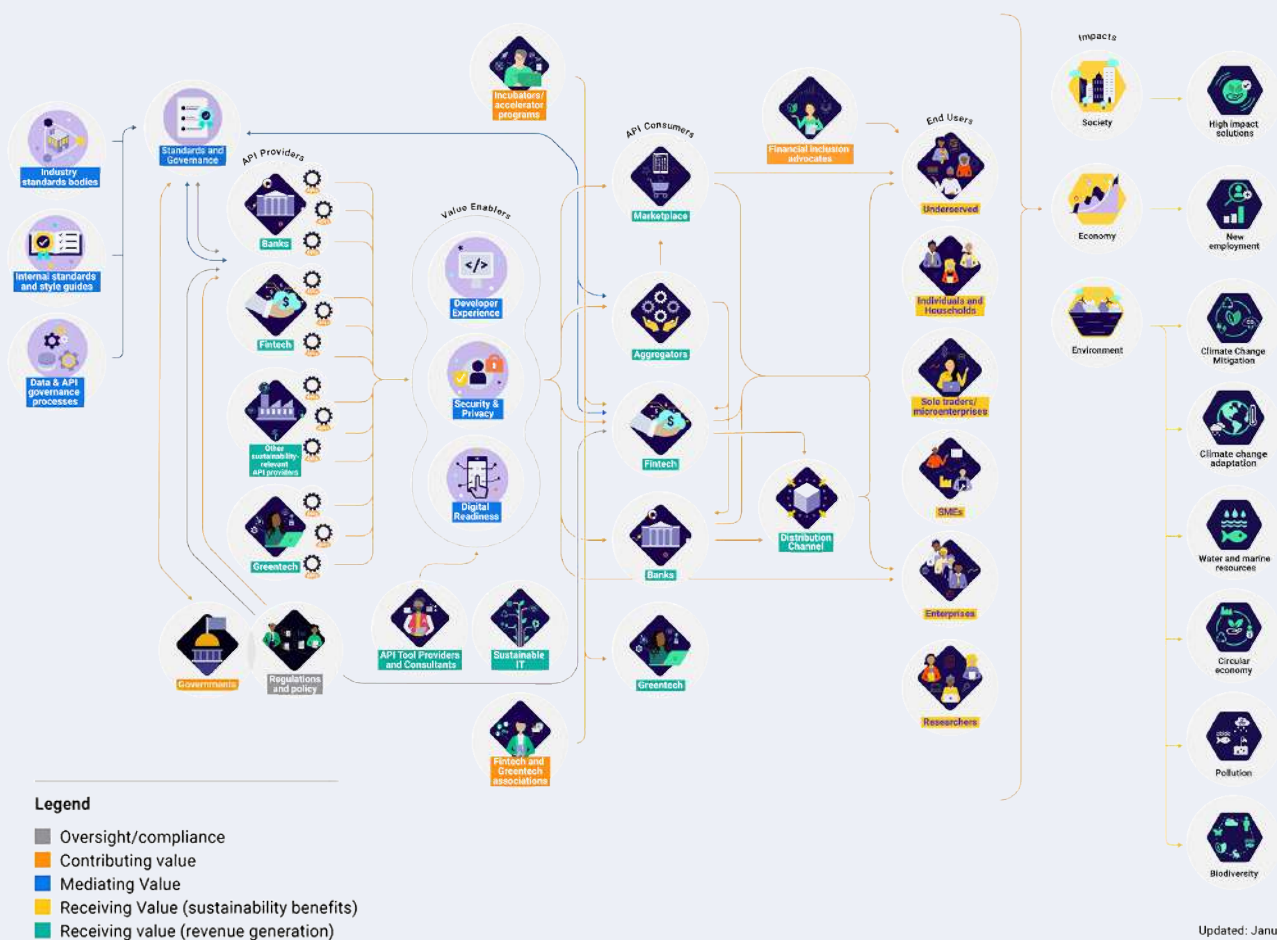 Impacts
Incubators/
accelerator
programs
API Consumers
End Users
Society
High impact
solutions
Industry
standards bodies
Standards and
Governance
API Providers
Financial inclusion
advocates
Banks
Value Enablers
Marketplace
Underserved
Economy
New
employment
Internal standards
and style guides
Developer
Experience
Individuals and
Households
Fintech
Aggregators
Environment
Climate Change
Mitigation
Data & API
governance
processes
Security &
Privacy
Solo traders/
microenterprises
Other
sustainability-
relevant
API providers
Fintech
Climate change
adaptation
Digital
Readiness
SMEs
Greentech
Distribution
Channel
Banks
Water and marine
resources
Enterprises
API Tool Providers
and Consultants
Sustainable
IT
Governments
Regulations
and policy
Greentech
Circular
economy
Researchers
Fintech and
Greentech
associations
Pollution
Legend
Oversight/compliance
Contributing value
Mediating Value
Receiving Value (sustainability benefits)
Receiving value (revenue generation)
Biodiversity
Updated: Janu